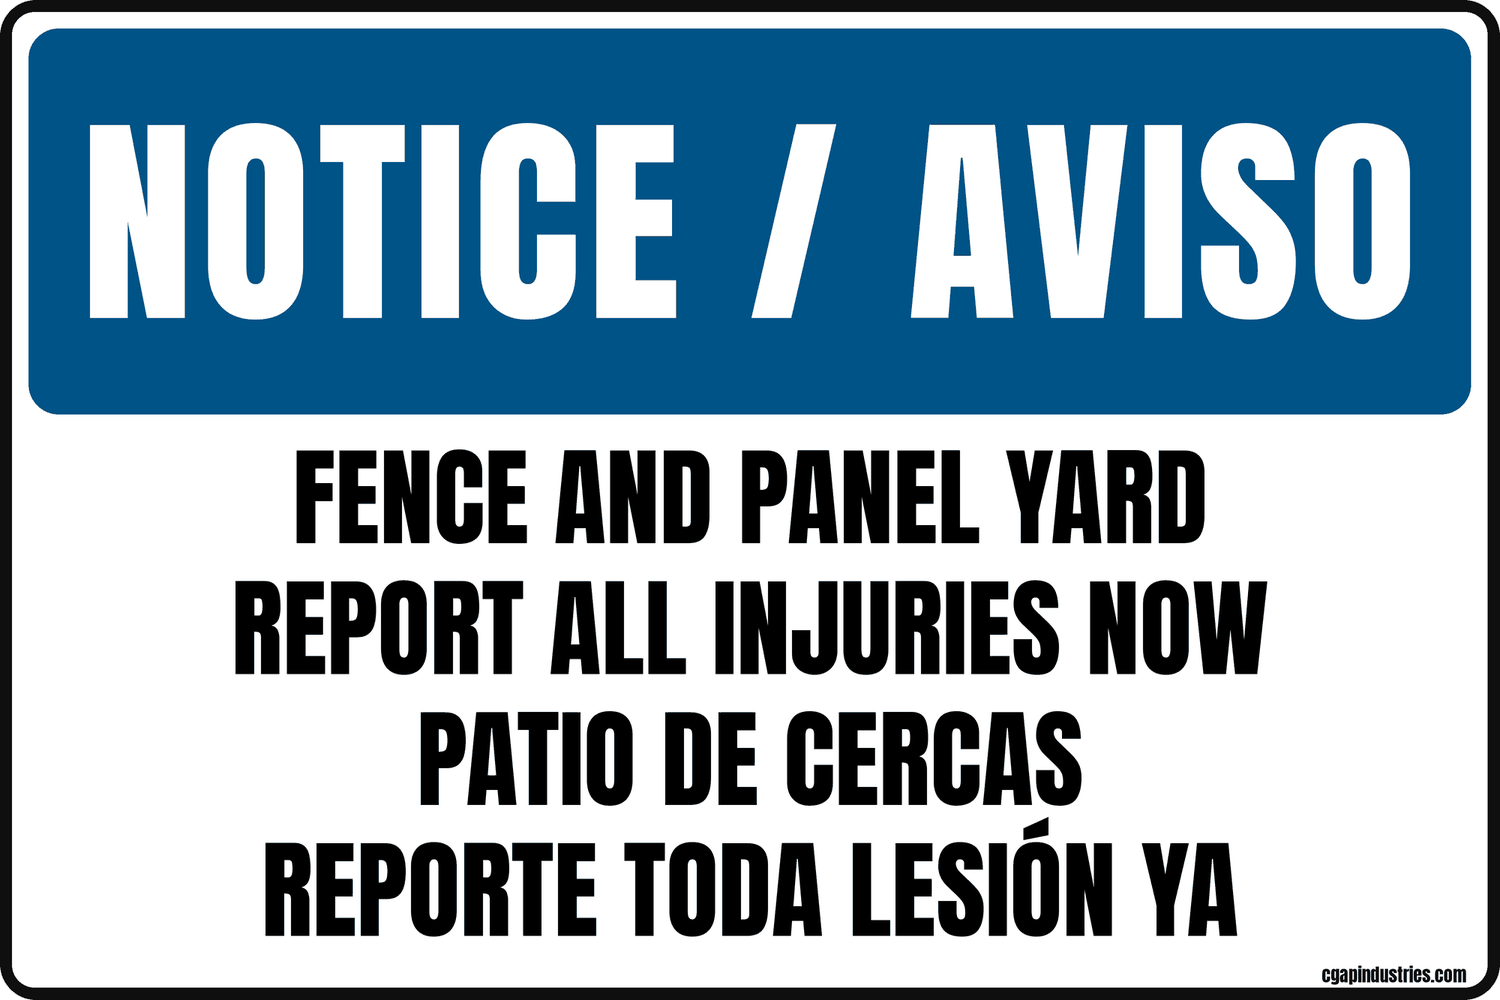 NOTICE / AVISO
FENCE AND PANEL YARD
REPORT ALL INJURIES NOW
PATIO DE CERCAS
REPORTE TODA LESIÓN YA
cgapindustries.com